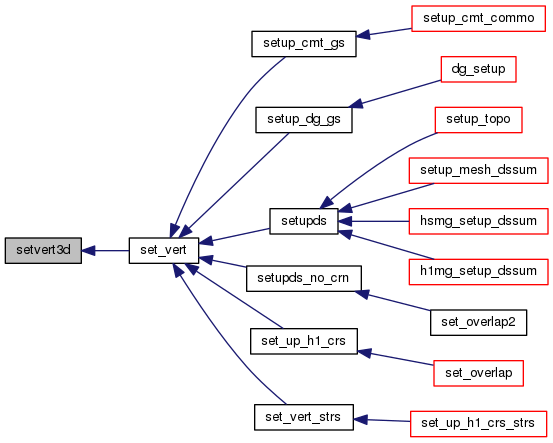 setup_cmt_commo
setup_cmt_gs
dg_setup
setup_dg_gs
setup_topo
setup_mesh_dssum
setupds
hsmg_setup_dssum
setvert3d
set_vert
h1mg_setup_dssum
setupds_no_crn
set_overlap2
set_up_h1_crs
set_overlap
set_vert_strs
set_up_h1_crs_strs